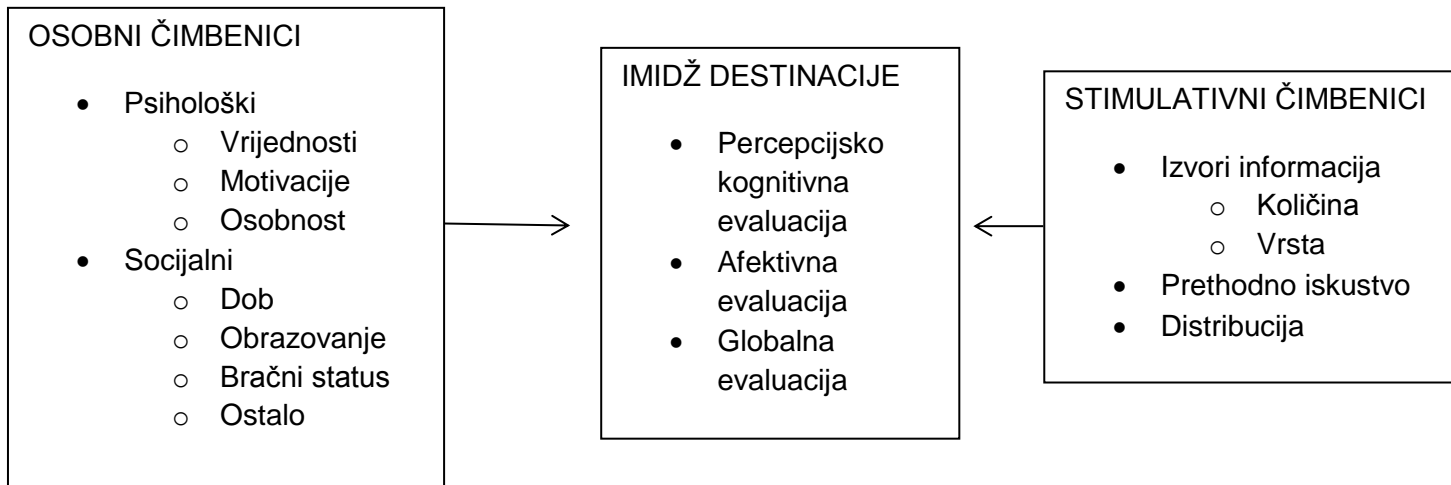 OSOBNI ČIMBENICI
• Psihološki
o Vrijednosti
o Motivacije
o Osobnost
• Socijalni
o Dob
o Obrazovanje
o Bračni status
o Ostalo
IMIDŽ DESTINACIJE
• Percepcijsko
kognitivna
evaluacija
• Afektivna
evaluacija
• Globalna
evaluacija
STIMULATIVNI ČIMBENICI
• Izvori informacija
o Količina
o Vrsta
• Prethodno iskustvo
• Distribucija